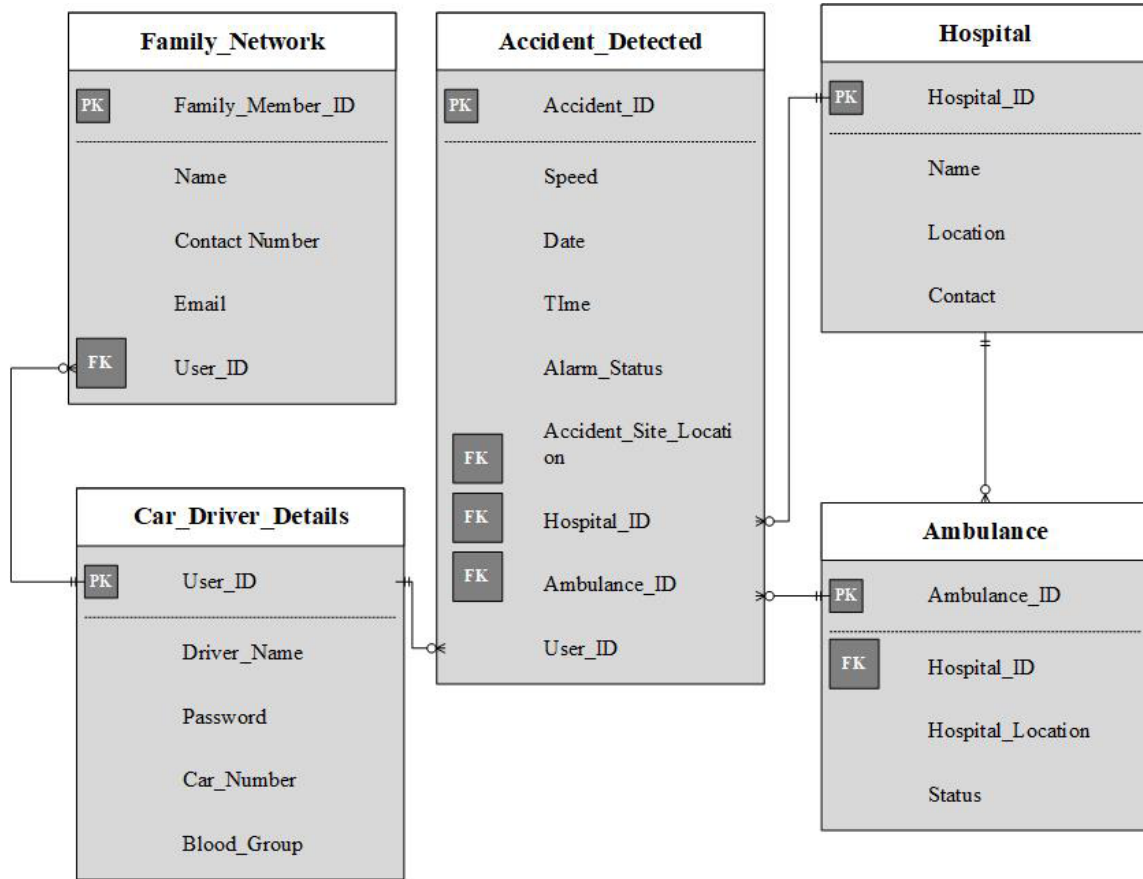 Family_Network
PK Family_Member_ID
Name
Contact Number
Email
FK User_ID
Car_Driver_Details
PK User_ID
Driver_Name
Password
Car_Number
Blood_Group
Accident_Detected
PK Accident_ID
Speed
Date
TIme
Alarm_Status
Accident_Site_Locati
FK on
FK Hospital_ID
FK Ambulance_ID
User_ID
Hospital
PK Hospital_ID
Name
Location
Contact
Ambulance
PK Ambulance_ID
FK Hospital_ID
Hospital_Location
Status